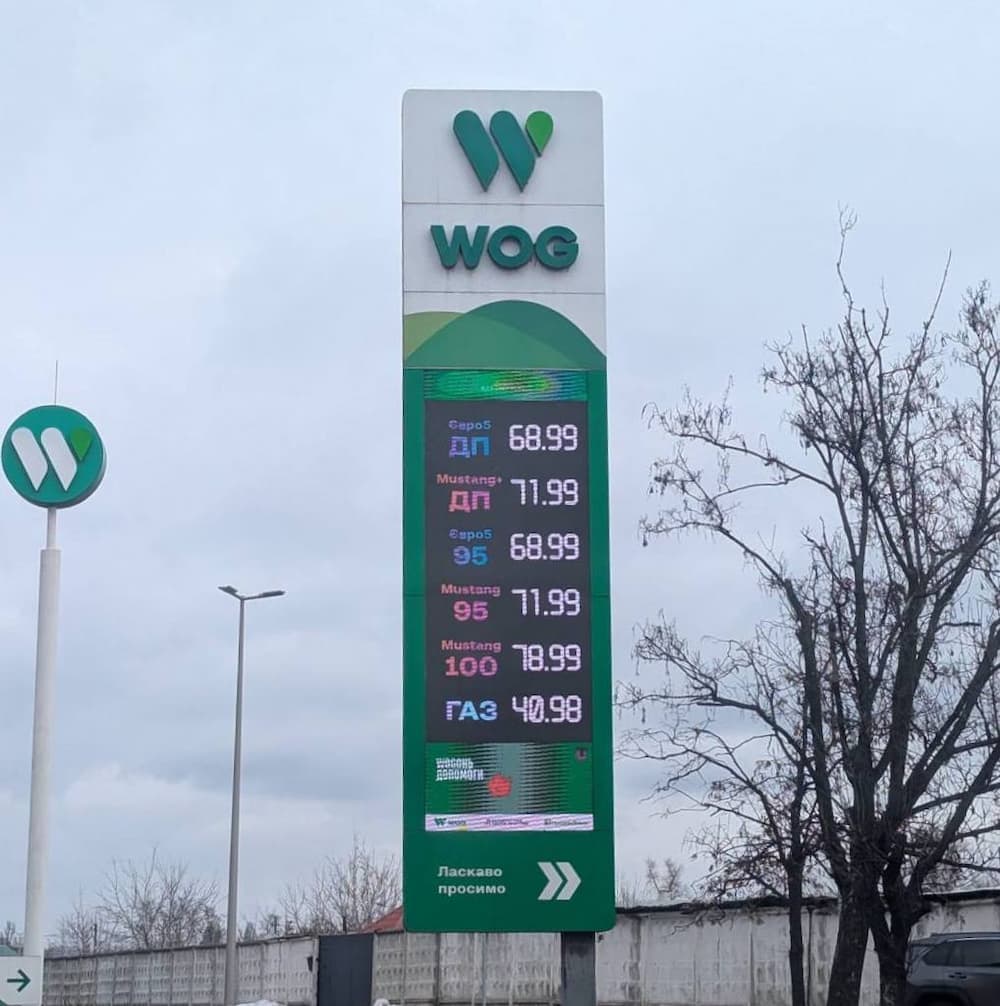 WOG
Євро5
ДП 68.99
Mustang+
ДП 71.99
Євро5
95 68.99
Mustang
95 71.99
Mustang
100 78.99
ГАЗ 40.98
ДОПОМОГИ
Ласкаво
просимо